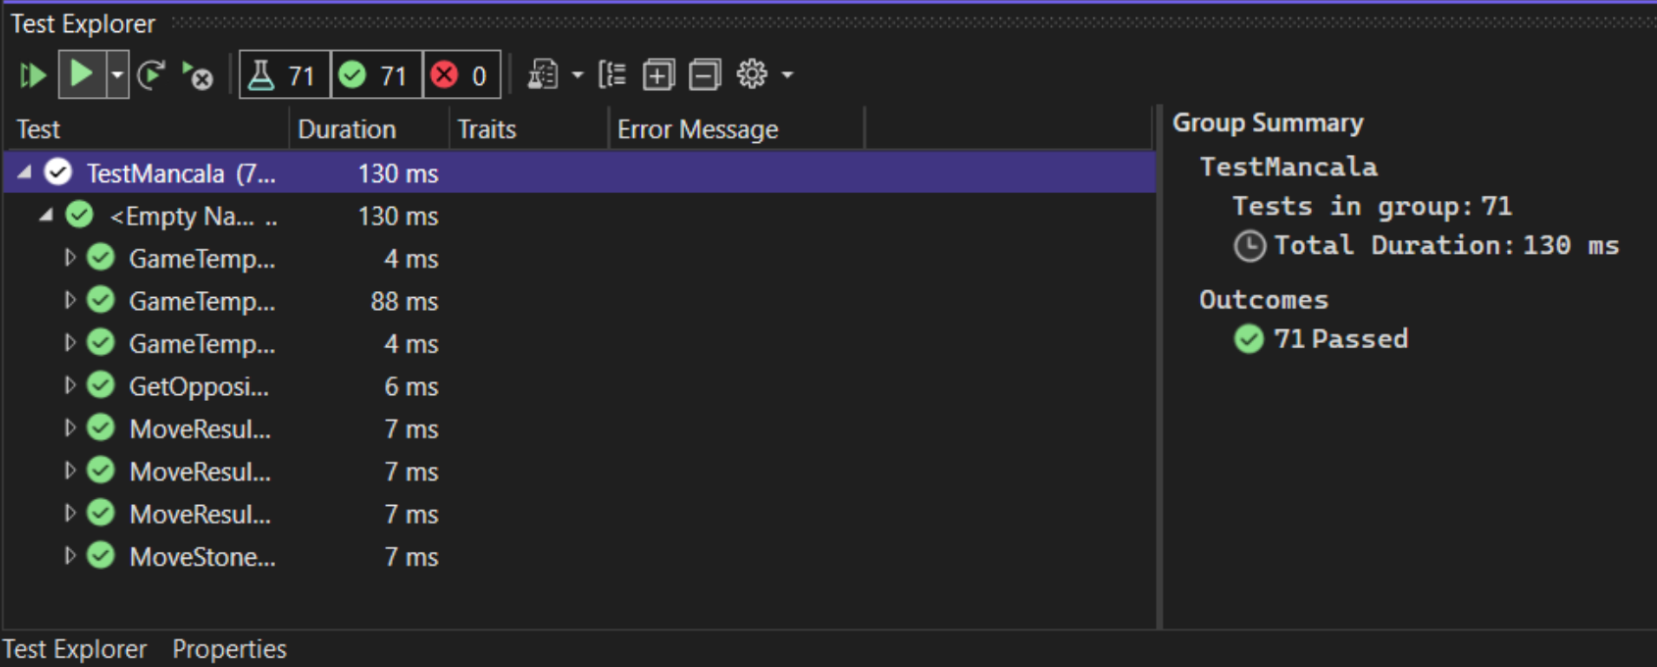 Test Explorer
71 71 0
Test Duration Traits Error Message
TestMancala (7... 130 ms
<Empty Na... .. 130 ms
GameTemp... 4 ms
GameTemp... 88 ms
GameTemp... 4 ms
GetOpposi... 6 ms
MoveResul... 7 ms
MoveResul... 7 ms
MoveResul... 7 ms
MoveStone... 7 ms
Group Summary
TestMancala
Tests in group: 71
Total Duration: 130 ms
Outcomes
71 Passed
Test Explorer Properties